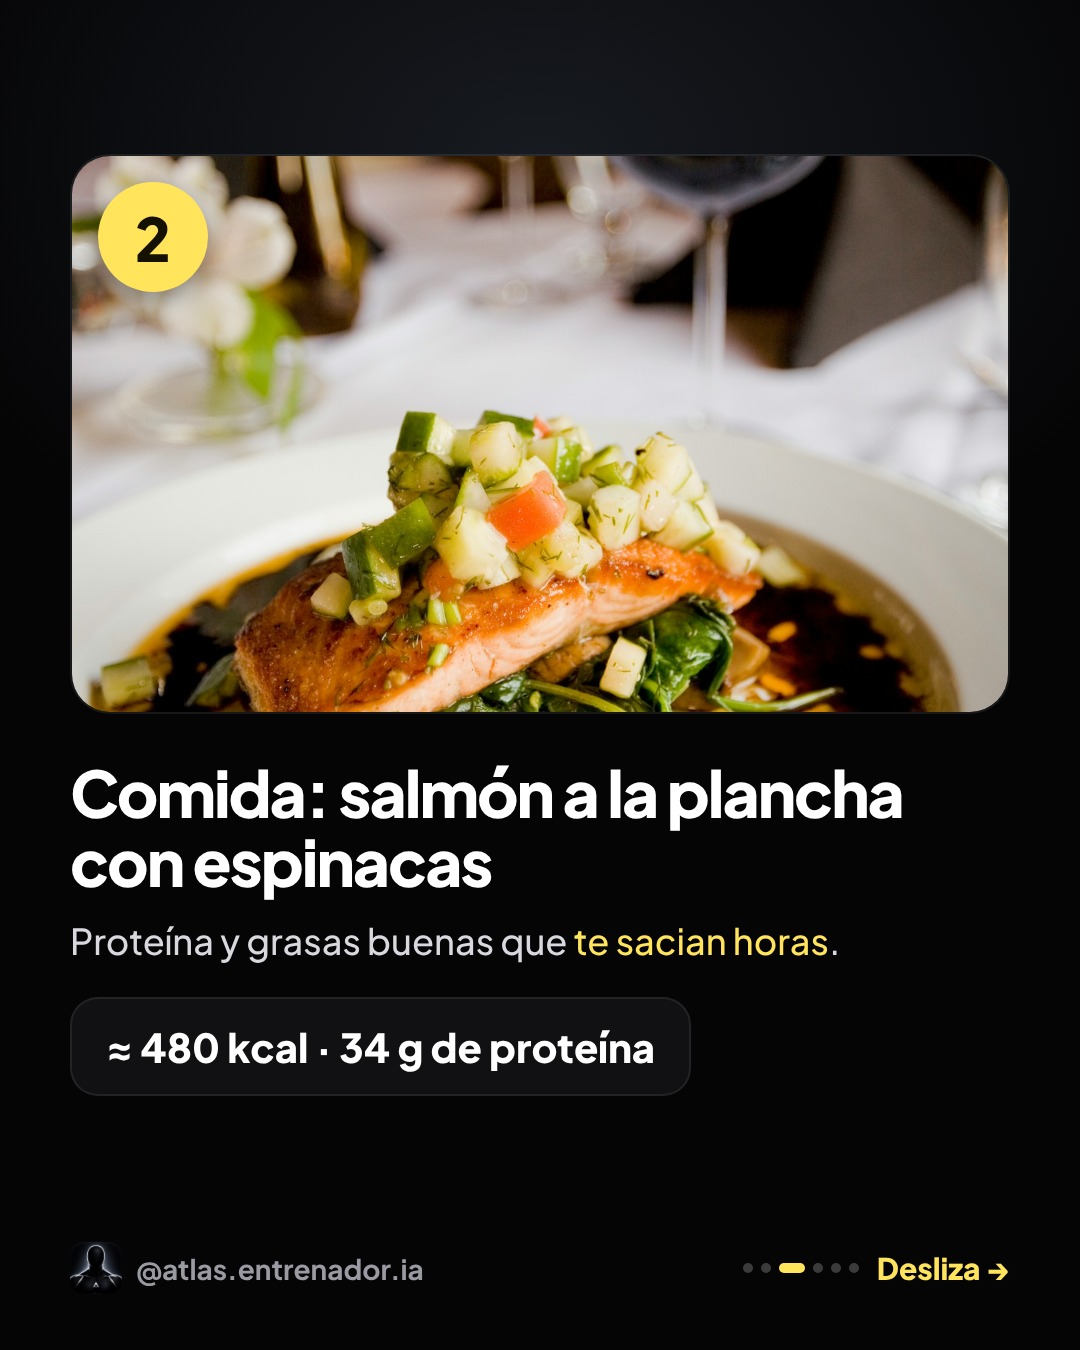 2
Comida: salmón a la plancha
con espinacas
Proteína y grasas buenas que te sacian horas.
≈ 480 kcal · 34 g de proteína
@atlas.entrenador.ia
Desliza →